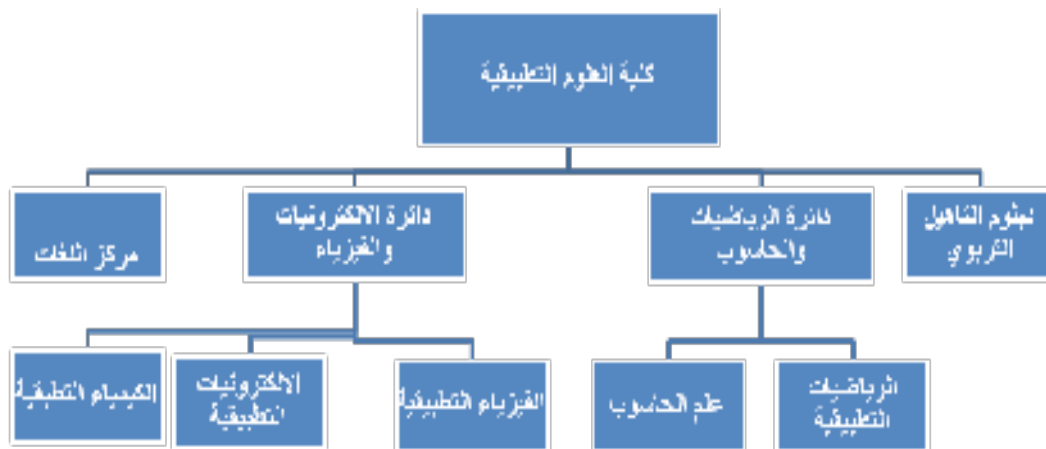 كلية العلوم التطبيقية
دبلوم التاهيل
التربوي
دائرة الرياضيات
والحاسوب
دائرة الالكترونيات
والفيزياء
مركز اللغات
الرياضيات
التطبيقية
علم الحاسوب
الفيزياء التطبيقية
الالكترونيات
التطبيقية
الكيمياء التطبيقية